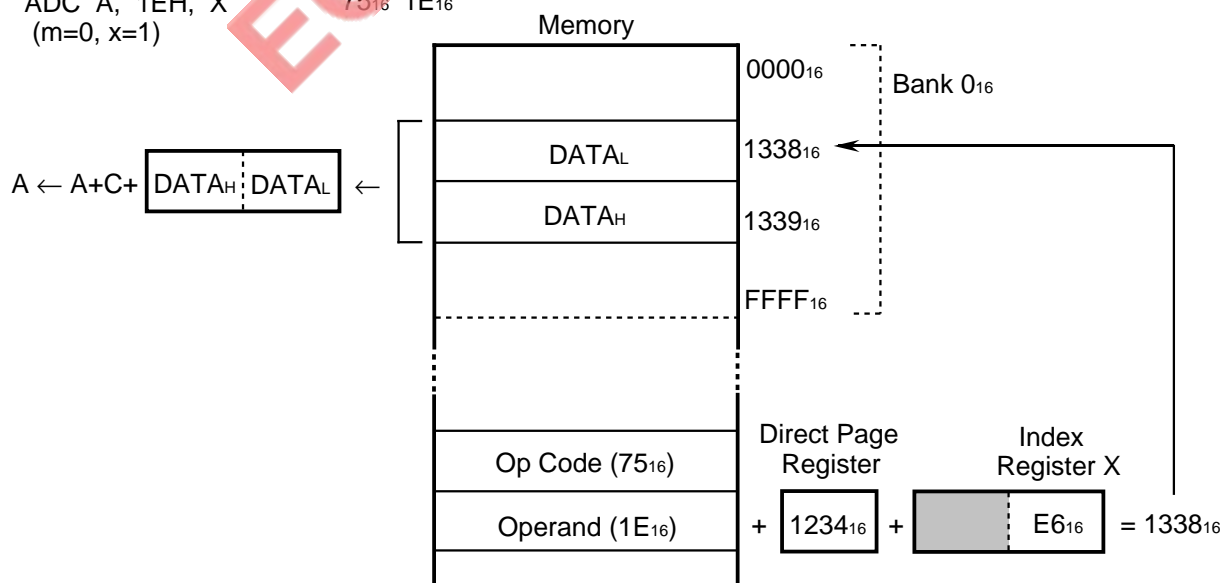 ADC A, 1EH, X 75₁₆ 1E₁₆
(m=0, x=1)
Memory
0000₁₆
Bank 0₁₆
DATAL
1338₁₆
A ← A+C+ DATAH DATAL ←
DATAH
1339₁₆
FFFF₁₆
Direct Page
Register
Index
Register X
Op Code (75₁₆)
Operand (1E₁₆) + 1234₁₆ + E6₁₆ = 1338₁₆